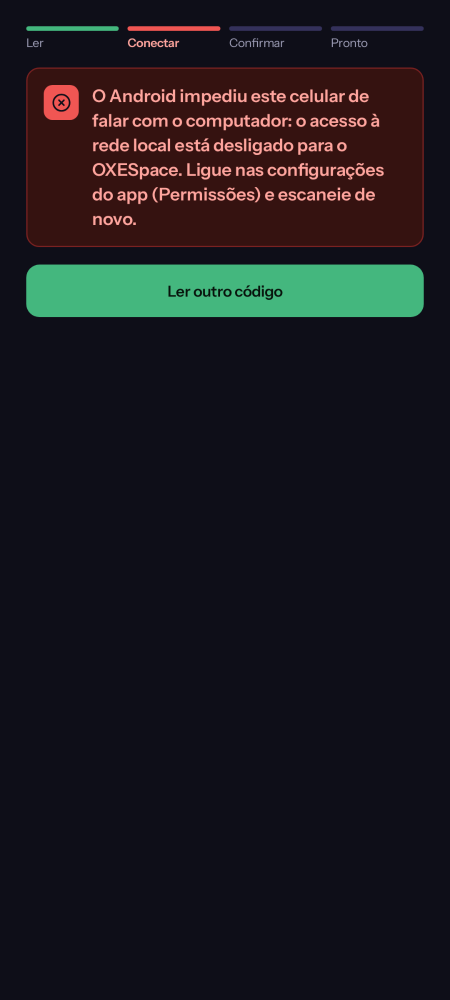 Ler
Conectar
Confirmar
Pronto
O Android impediu este celular de
falar com o computador: o acesso à
rede local está desligado para o
OXESpace. Ligue nas configurações
do app (Permissões) e escaneie de
novo.
Ler outro código